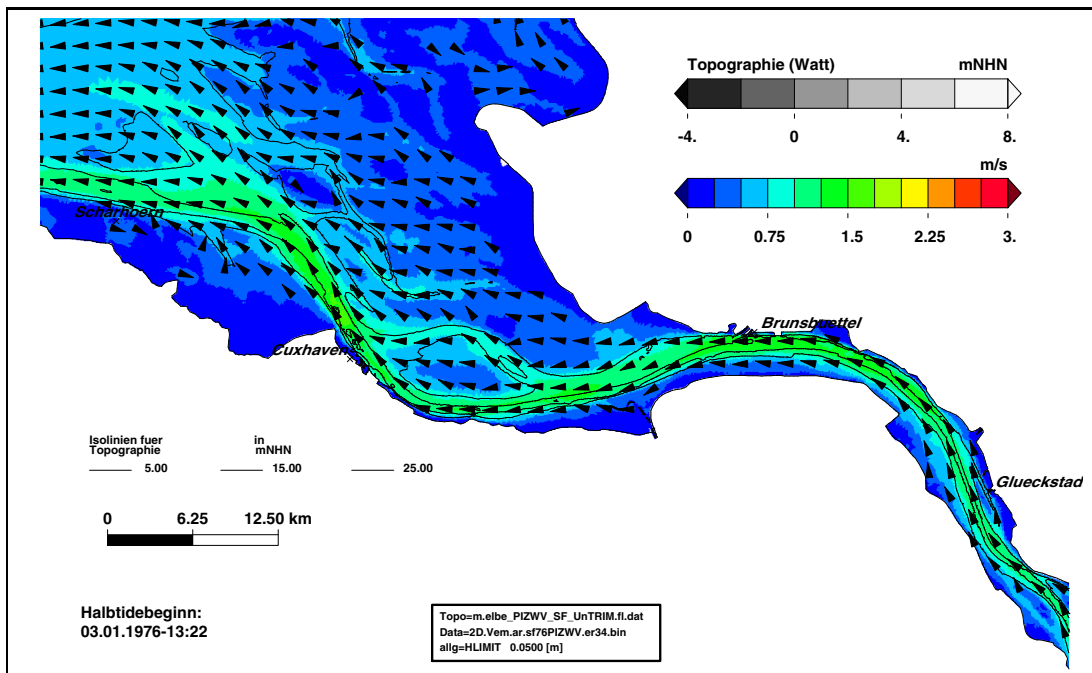 Topographie (Watt) mNHN
-4. 0 4. 8.
m/s
0 0.75 1.5 2.25 3.
Scharhoern
Brunsbuettel
Cuxhaven
Glueckstad
Isolinien fuer in
Topographie mNHN
5.00 15.00 25.00
0 6.25 12.50 km
Halbtidebeginn:
03.01.1976-13:22
Topo=m.elbe_PIZWV_SF_UnTRIM.fl.dat
Data=2D.Vem.ar.sf76PIZWV.er34.bin
allg=HLIMIT 0.0500 [m]